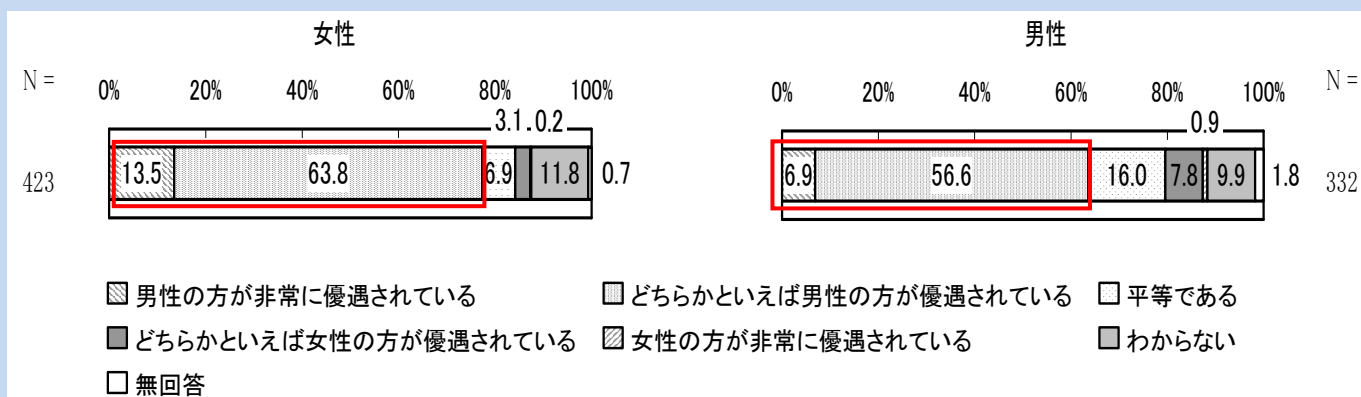 女性 男性
N = 0% 20% 40% 60% 80% 100% 0% 20% 40% 60% 80% 100% N =
3.1 0.2 0.9
423 13.5 63.8 6.9 11.8 0.7 6.9 56.6 16.0 7.8 9.9 1.8 332
男性の方が非常に優遇されている どちらかといえば男性の方が優遇されている 平等である
どちらかといえば女性の方が優遇されている 女性の方が非常に優遇されている わからない
無回答